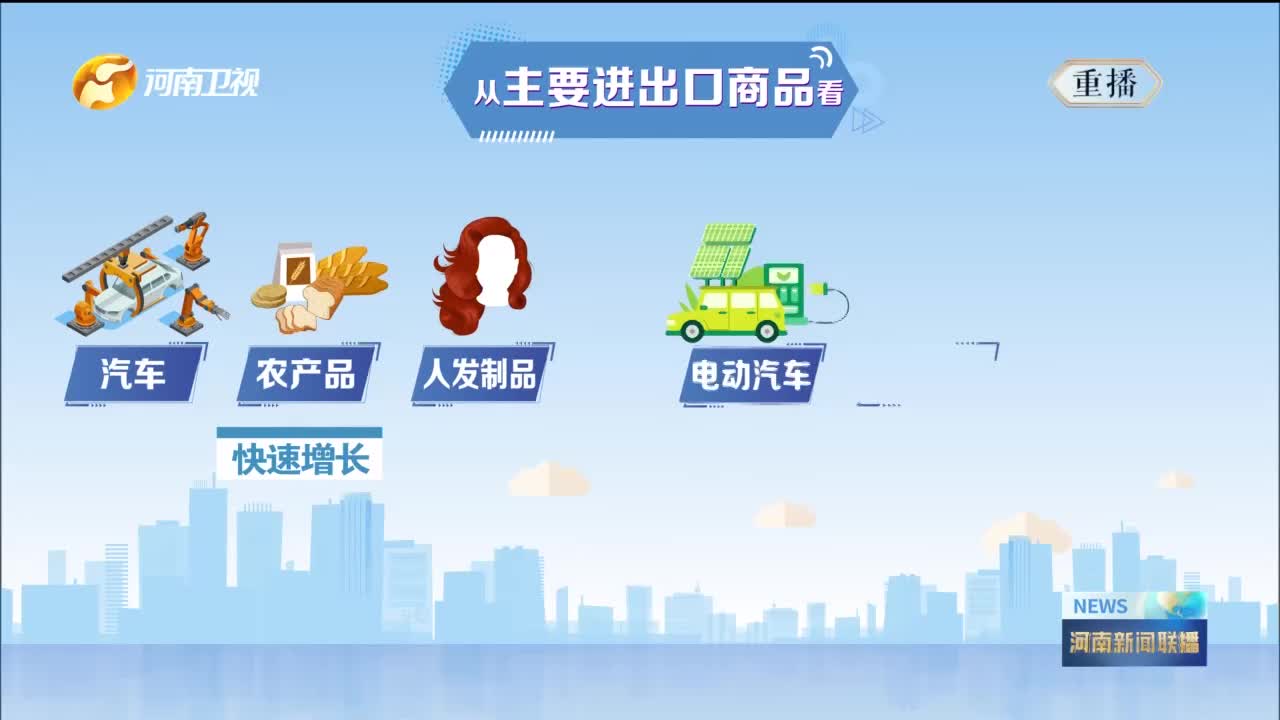 河南卫视
从主要进出口商品看
重播
汽车
农产品
人发制品
电动汽车
快速增长
NEWS
河南新闻联播